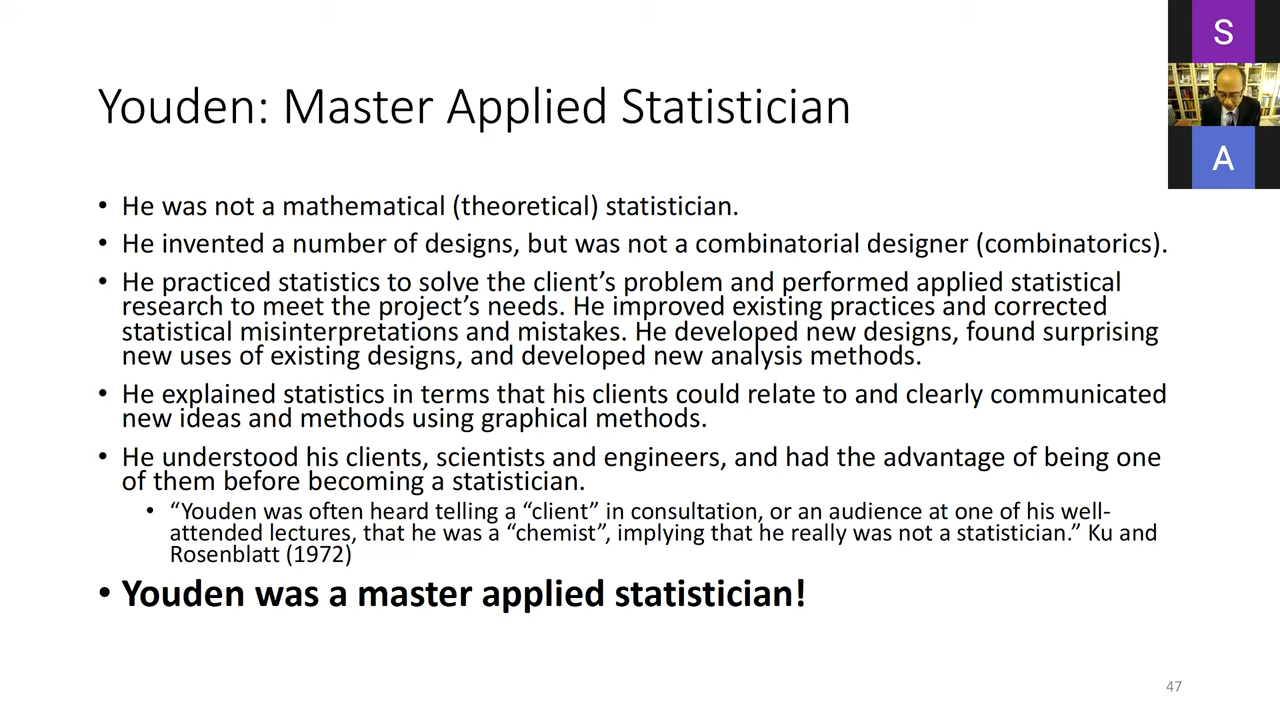 Youden: Master Applied Statistician
• He was not a mathematical (theoretical) statistician.
• He invented a number of designs, but was not a combinatorial designer (combinatorics).
• He practiced statistics to solve the client’s problem and performed applied statistical
research to meet the project’s needs. He improved existing practices and corrected
statistical misinterpretations and mistakes. He developed new designs, found surprising
new uses of existing designs, and developed new analysis methods.
• He explained statistics in terms that his clients could relate to and clearly communicated
new ideas and methods using graphical methods.
• He understood his clients, scientists and engineers, and had the advantage of being one
of them before becoming a statistician.
• “Youden was often heard telling a “client” in consultation, or an audience at one of his well-
attended lectures, that he was a “chemist”, implying that he really was not a statistician.” Ku and
Rosenblatt (1972)
• Youden was a master applied statistician!
47
S
A